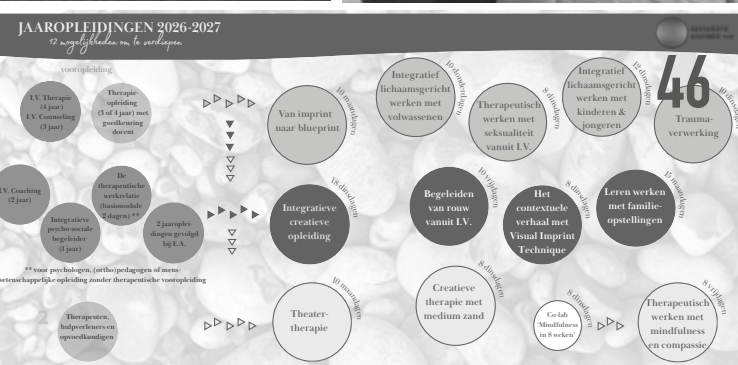 JAAROPLEIDINGEN 2026-2027
12 mogelijkheden om te verdiepen
vooropleiding
I.V. Therapie
(4 jaar)
I.V. Counseling
(3 jaar)
Therapie-
opleiding
(3 of 4 jaar) met
goedkeuring
docent
10 maandagen
Van imprint
naar blueprint
10 donderdagen
Integratief
lichaamsgericht
werken met
volwassenen
8 dinsdagen
Therapeutisch
werken met
seksualiteit
vanuit I.V.
12 dinsdagen
Integratief
lichaamsgericht
werken met
kinderen &
jongeren
46
10 dinsdagen
Trauma-
verwerking
I.V. Coaching
(2 jaar)
Integratieve
psycho-sociale
begeleider
(1 jaar)
De
therapeutische
werkrelatie
(basismodule
2 dagen) **
2 jaaroplei-
dingen gevolgd
bij E.A.
18 dinsdagen
Integratieve
creatieve
opleiding
10 vrijdagen
Begeleiden
van rouw
vanuit I.V.
8 dinsdagen
Het
contextuele
verhaal met
Visual Imprint
Technique
15 maandagen
Leren werken
met familie-
opstellingen
** voor psychologen, (ortho)pedagogen of mens-
wetenschappelijke opleiding zonder therapeutische vooropleiding
Therapeuten,
hulpverleners en
opvoedkundigen
10 maandagen
Theater-
therapie
8 dinsdagen
Creatieve
therapie met
medium zand
8 dinsdagen
Co-lab
'Mindfulness
in 8 weken'
8 vrijdagen
Therapeutisch
werken met
mindfulness
en compassie